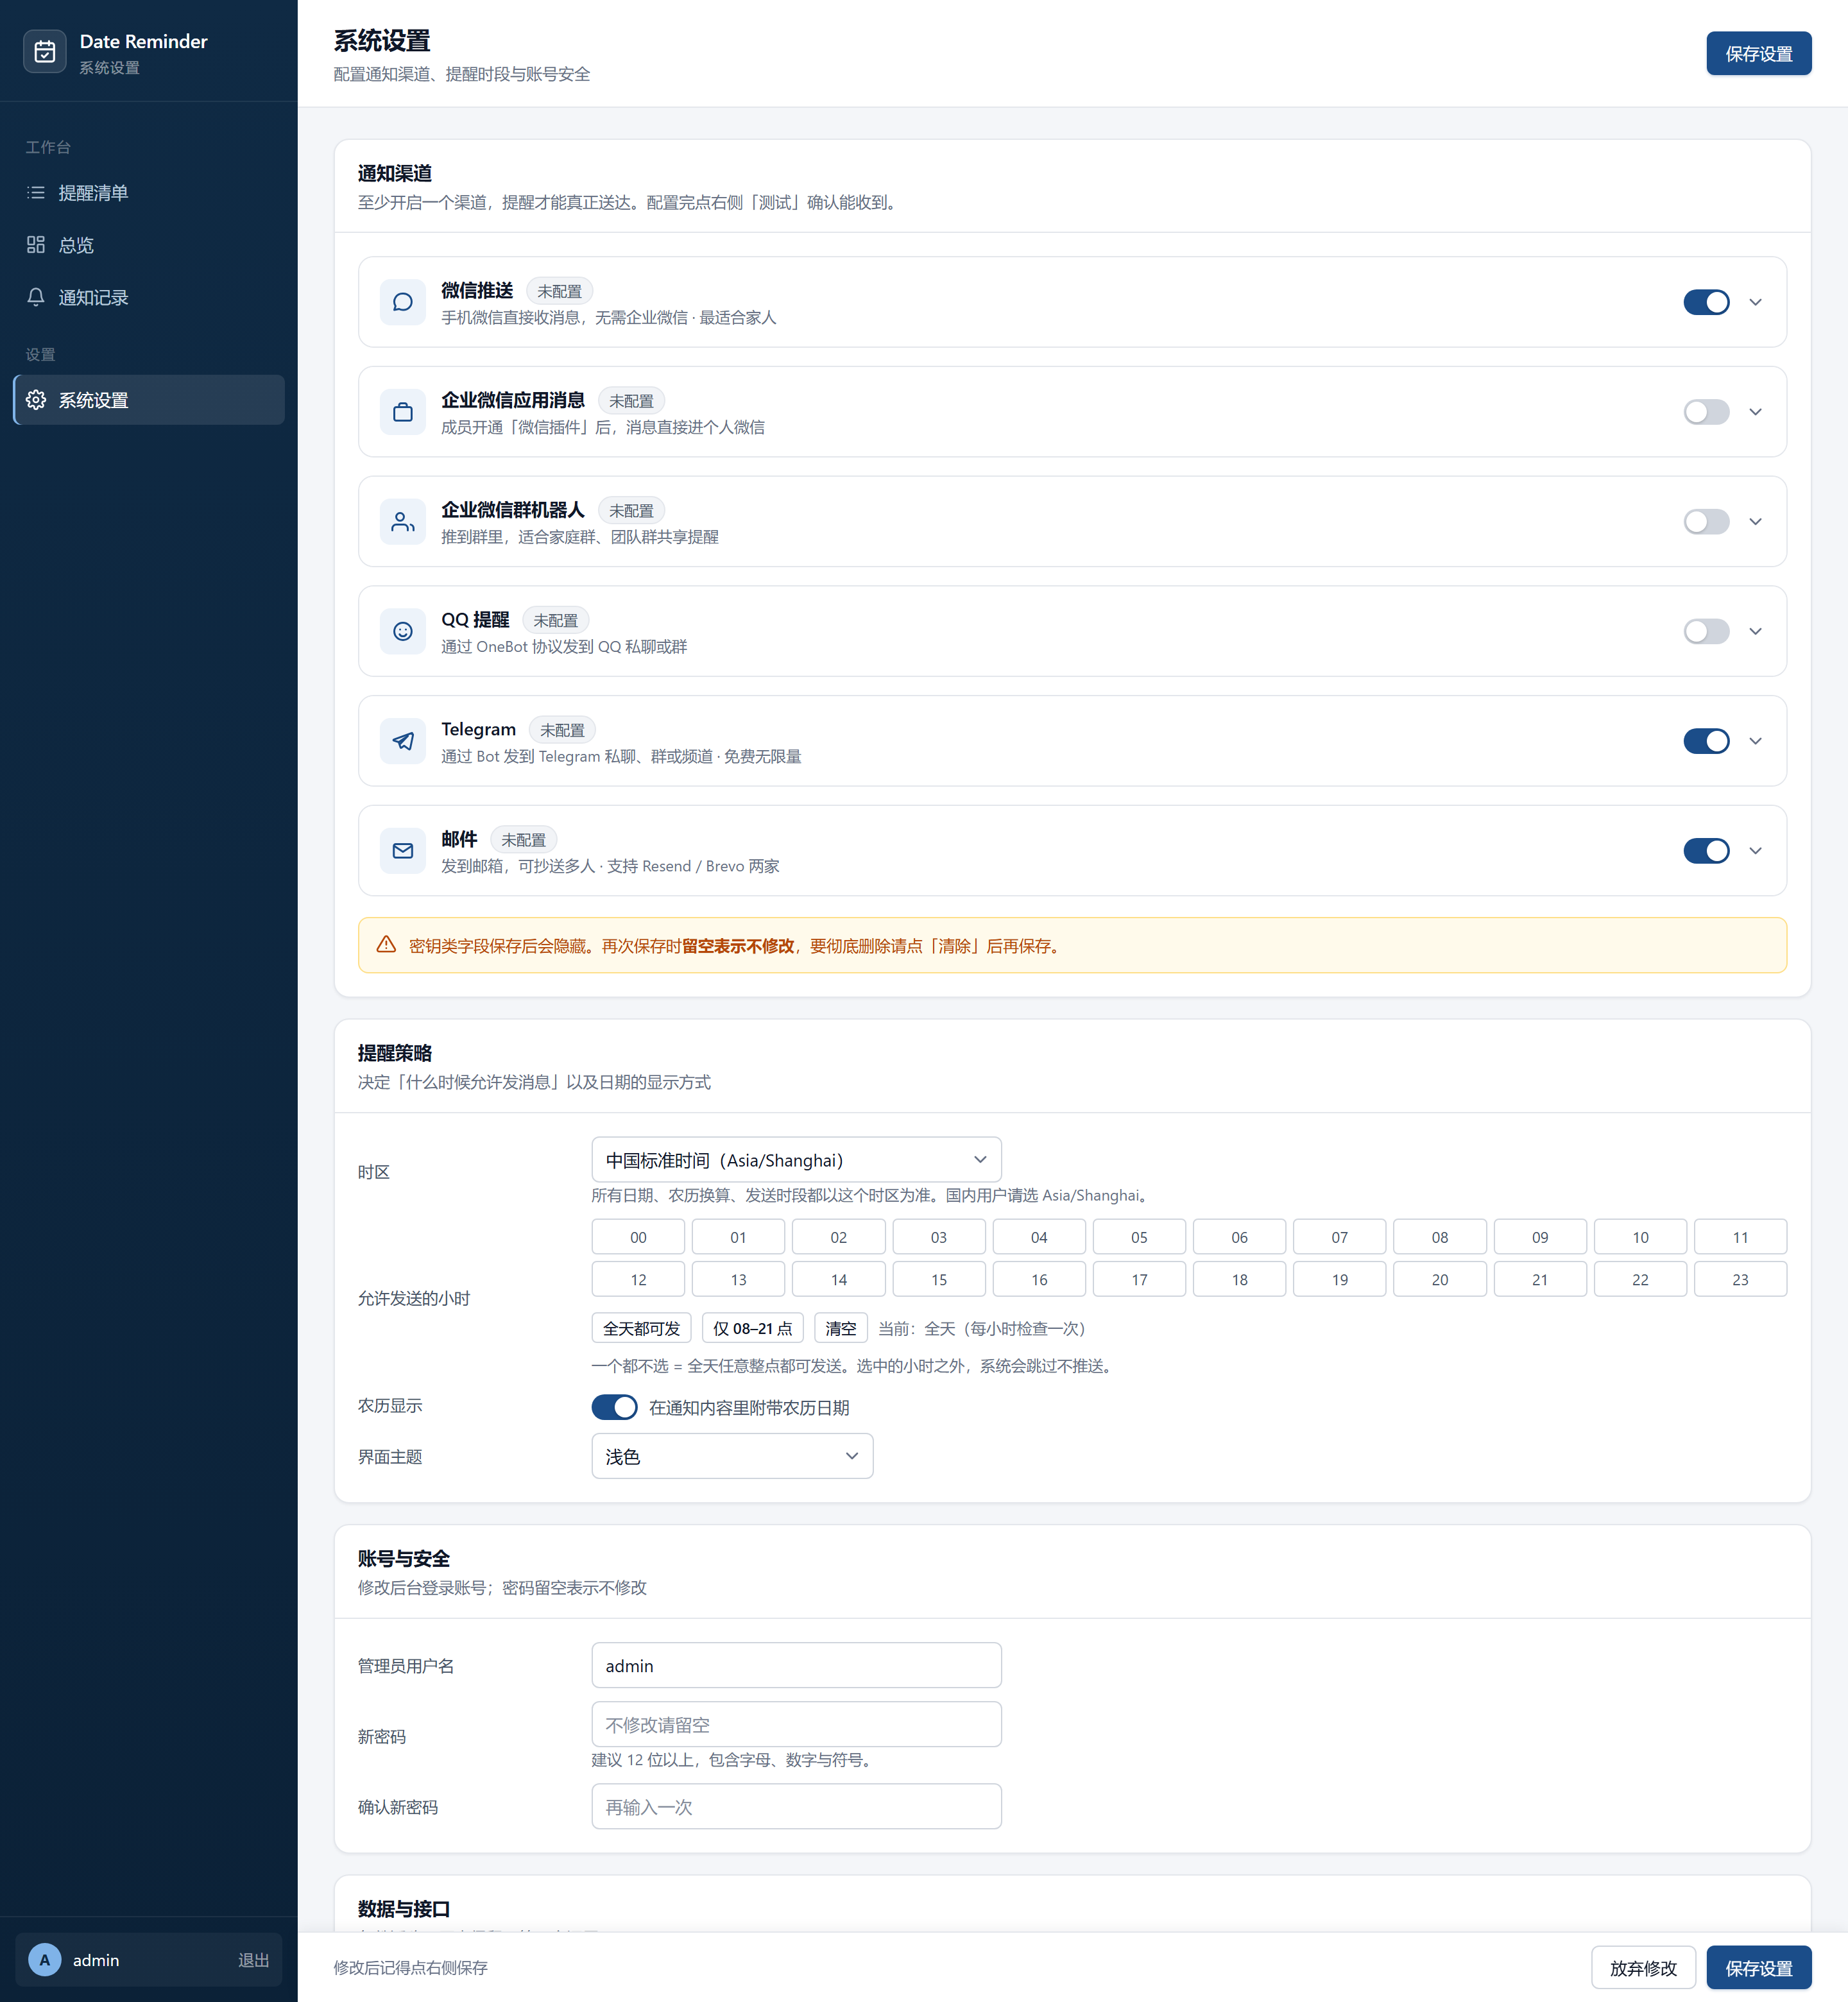 Date Reminder
系统设置
工作台
提醒清单
总览
通知记录
设置
系统设置
A
admin
退出
系统设置
配置通知渠道、提醒时段与账号安全
保存设置
通知渠道
至少开启一个渠道，提醒才能真正送达。配置完点右侧「测试」确认能收到。
微信推送 未配置
手机微信直接收消息，无需企业微信 · 最适合家人
企业微信应用消息 未配置
成员开通「微信插件」后，消息直接进个人微信
企业微信群机器人 未配置
推到群里，适合家庭群、团队群共享提醒
QQ 提醒 未配置
通过 OneBot 协议发到 QQ 私聊或群
Telegram 未配置
通过 Bot 发到 Telegram 私聊、群或频道 · 免费无限量
邮件 未配置
发到邮箱，可抄送多人 · 支持 Resend / Brevo 两家
密钥类字段保存后会隐藏。再次保存时留空表示不修改，要彻底删除请点「清除」后再保存。
提醒策略
决定「什么时候允许发消息」以及日期的显示方式
时区
中国标准时间（Asia/Shanghai）
所有日期、农历换算、发送时段都以这个时区为准。国内用户请选 Asia/Shanghai。
允许发送的小时
00 01 02 03 04 05 06 07 08 09 10 11
12 13 14 15 16 17 18 19 20 21 22 23
全天都可发 仅 08–21 点 清空 当前：全天（每小时检查一次）
一个都不选 = 全天任意整点都可发送。选中的小时之外，系统会跳过不推送。
农历显示
在通知内容里附带农历日期
界面主题
浅色
账号与安全
修改后台登录账号；密码留空表示不修改
管理员用户名
admin
新密码
不修改请留空
建议 12 位以上，包含字母、数字与符号。
确认新密码
再输入一次
数据与接口
修改后记得点右侧保存
放弃修改
保存设置